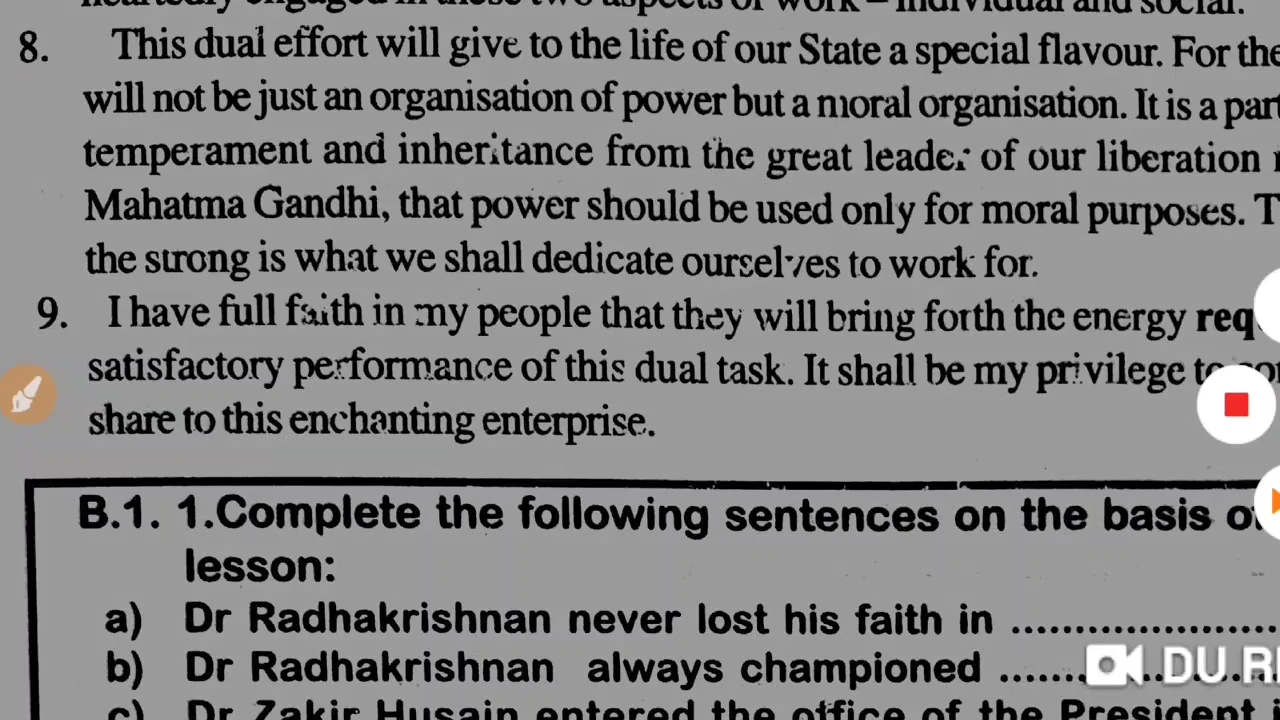 heartedly engaged in these two aspects of work – individual and social.
8. This dual effort will give to the life of our State a special flavour. For the
will not be just an organisation of power but a moral organisation. It is a part
temperament and inheritance from the great leader of our liberation
Mahatma Gandhi, that power should be used only for moral purposes. T
the strong is what we shall dedicate ourselves to work for.
9. I have full faith in my people that they will bring forth the energy req
satisfactory performance of this dual task. It shall be my privilege to
share to this enchanting enterprise.
B.1. 1.Complete the following sentences on the basis of
lesson:
a) Dr Radhakrishnan never lost his faith in .....................
b) Dr Radhakrishnan always championed ......
DU RE
c) Dr Zakir Husain entered the office of the President i